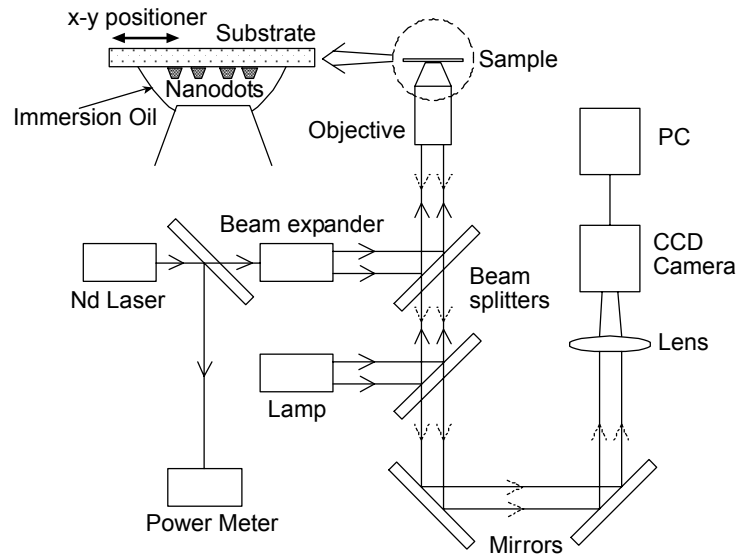 x-y positioner
Substrate
Sample
Nanodots
Immersion Oil
Objective
PC
Beam expander
CCD
Camera
Nd Laser
Beam
splitters
Lens
Lamp
Power Meter
Mirrors